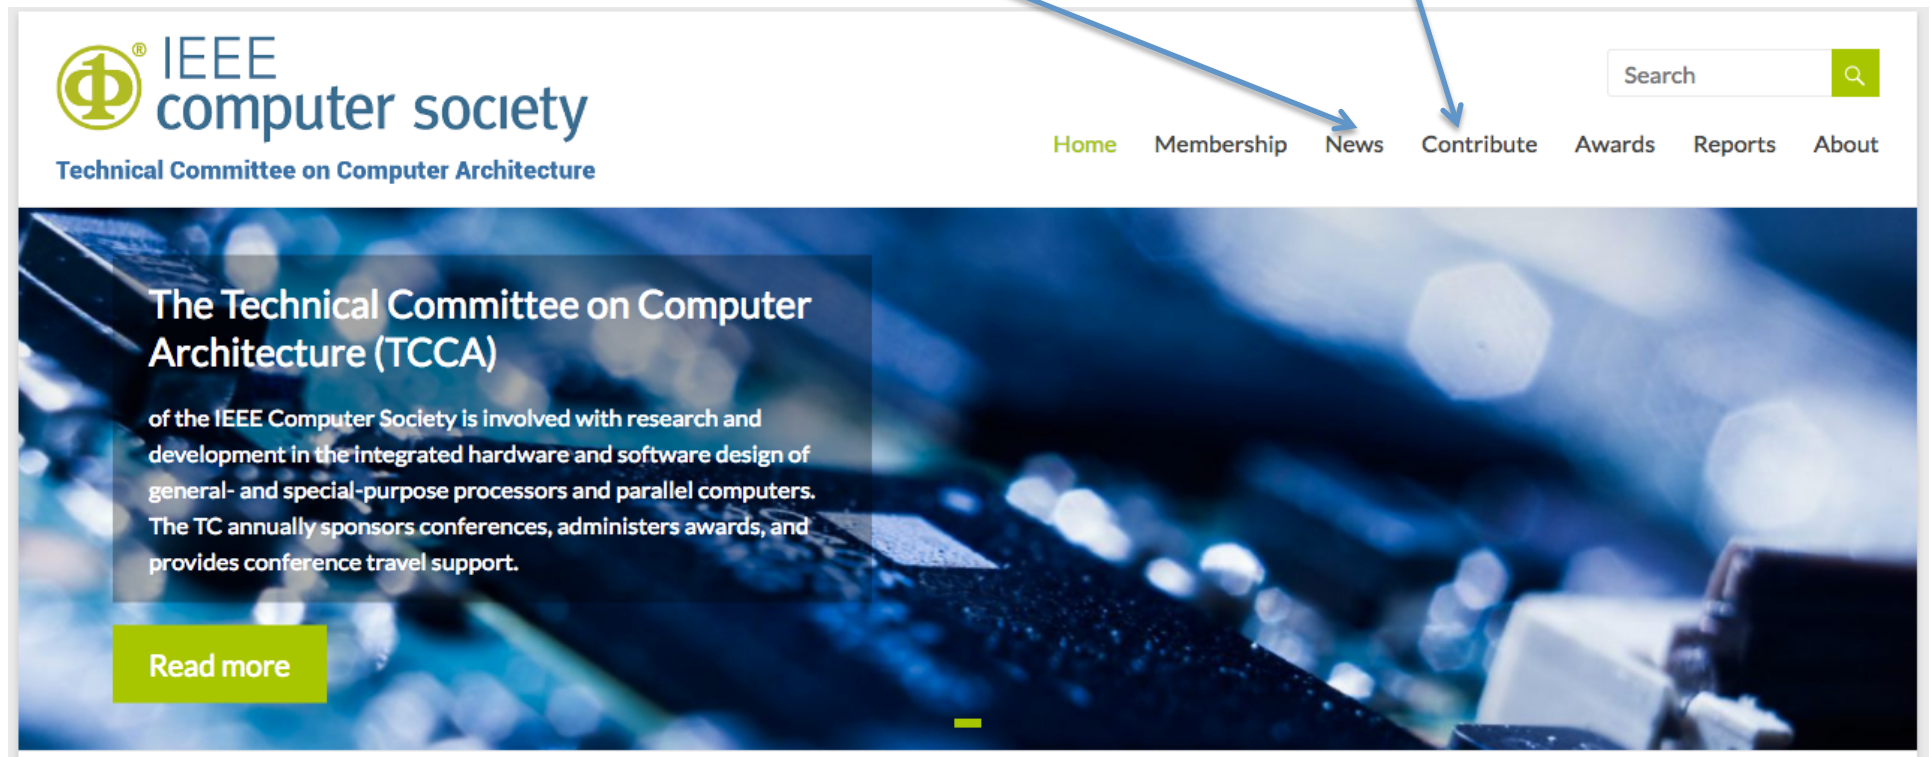 IEEE
computer society
®
Technical Committee on Computer Architecture
Search
Home Membership News Contribute Awards Reports About
The Technical Committee on Computer
Architecture (TCCA)
of the IEEE Computer Society is involved with research and
development in the integrated hardware and software design of
general- and special-purpose processors and parallel computers.
The TC annually sponsors conferences, administers awards, and
provides conference travel support.
Read more